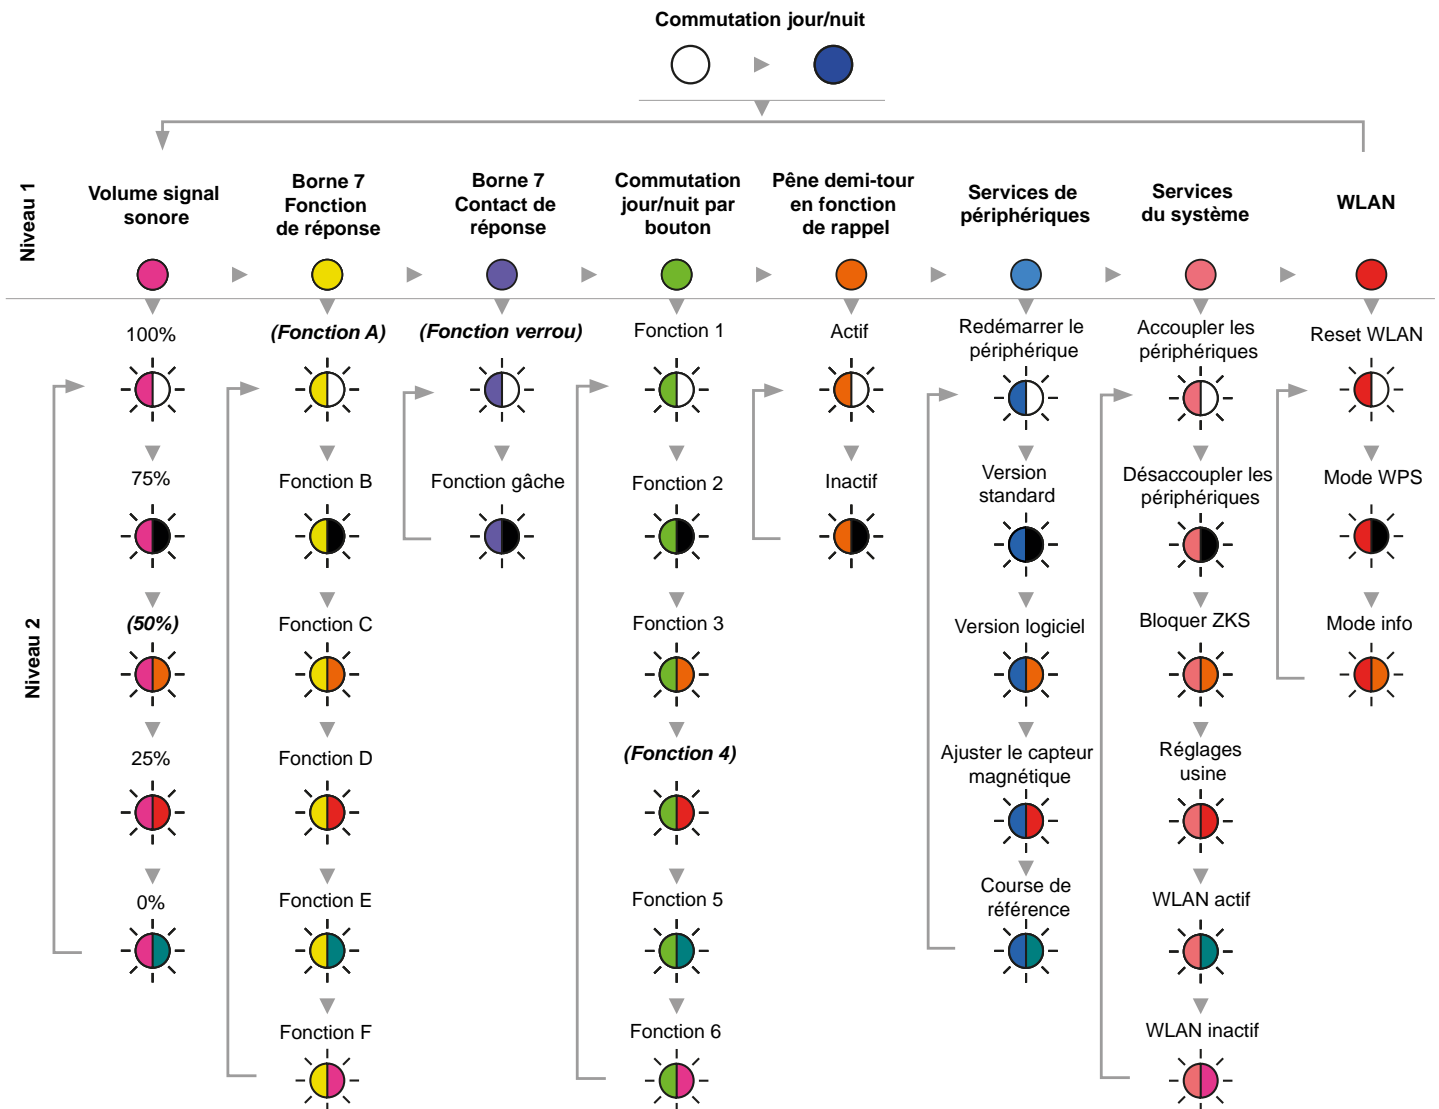 Commutation jour/nuit
Niveau 1
Volume signal
sonore
Borne 7
Fonction
de réponse
Borne 7
Contact de
réponse
Commutation
jour/nuit par
bouton
Pêne demi-tour
en fonction
de rappel
Services de
périphériques
Services
du système
WLAN
Niveau 2
100%
75%
(50%)
25%
0%
(Fonction A)
Fonction B
Fonction C
Fonction D
Fonction E
Fonction F
(Fonction verrou)
Fonction gâche
Fonction 1
Fonction 2
Fonction 3
(Fonction 4)
Fonction 5
Fonction 6
Actif
Inactif
Redémarrer le
périphérique
Version
standard
Version logiciel
Ajuster le capteur
magnétique
Course de
référence
Accoupler les
périphériques
Désaccoupler les
périphériques
Bloquer ZKS
Réglages
usine
WLAN actif
WLAN inactif
Reset WLAN
Mode WPS
Mode info